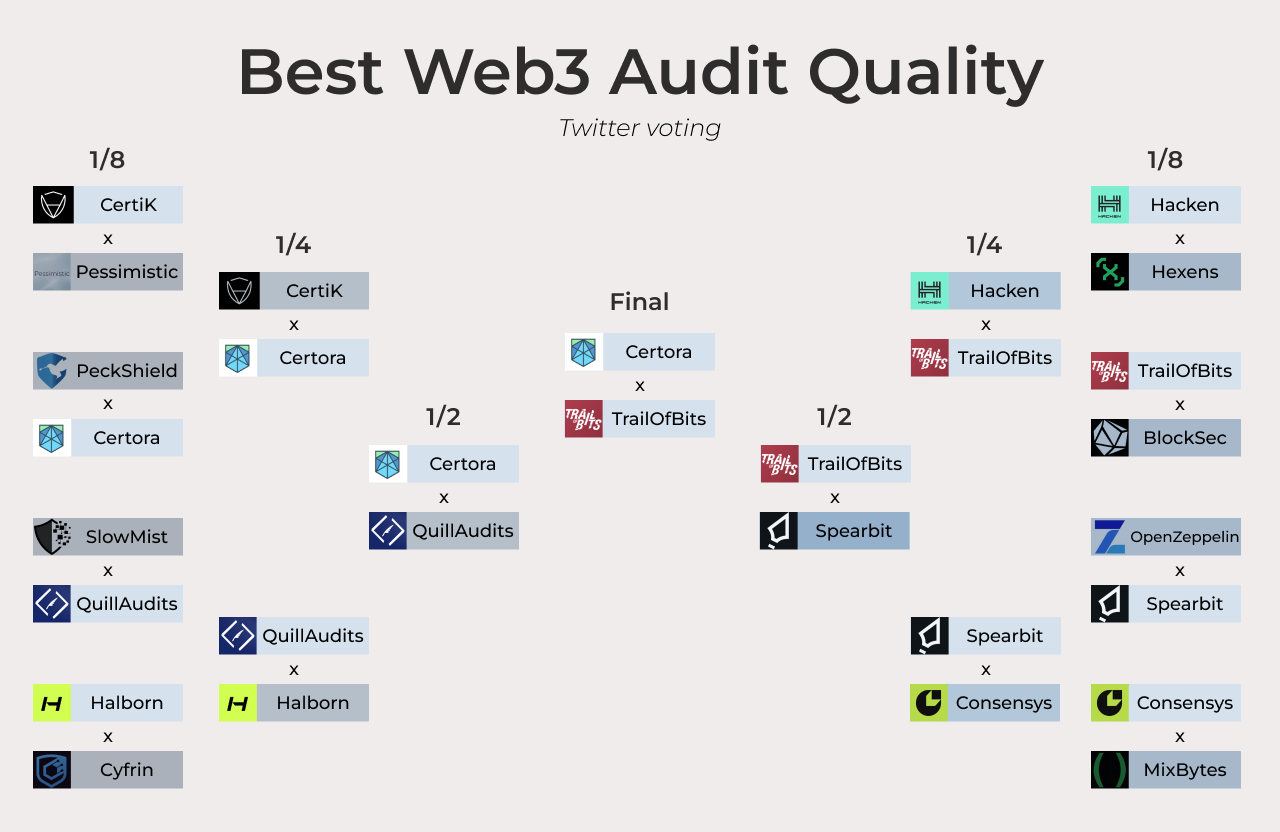 Best Web3 Audit Quality
Twitter voting
1/8
CertiK
x
Pessimistic Pessimistic
PeckShield
x
Certora
SlowMist
x
QuillAudits
Halborn
x
Cyfrin
1/4
CertiK
x
Certora
QuillAudits
x
Halborn
1/2
Certora
x
QuillAudits
Final
Certora
x
TRAIL OF BITS TrailOfBits
1/2
TRAIL OF BITS TrailOfBits
x
Spearbit
1/4
HACKEN Hacken
x
TRAIL OF BITS TrailOfBits
Spearbit
x
Consensys
1/8
HACKEN Hacken
x
Hexens
TRAIL OF BITS TrailOfBits
x
BlockSec
OpenZeppelin
x
Spearbit
Consensys
x
MixBytes